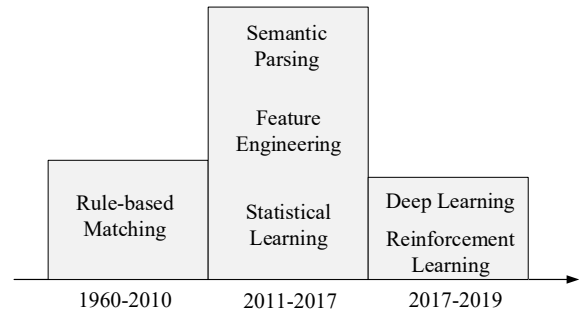 Semantic
Parsing
Feature
Engineering
Statistical
Learning
Rule-based
Matching
Deep Learning
Reinforcement
Learning
1960-2010
2011-2017
2017-2019